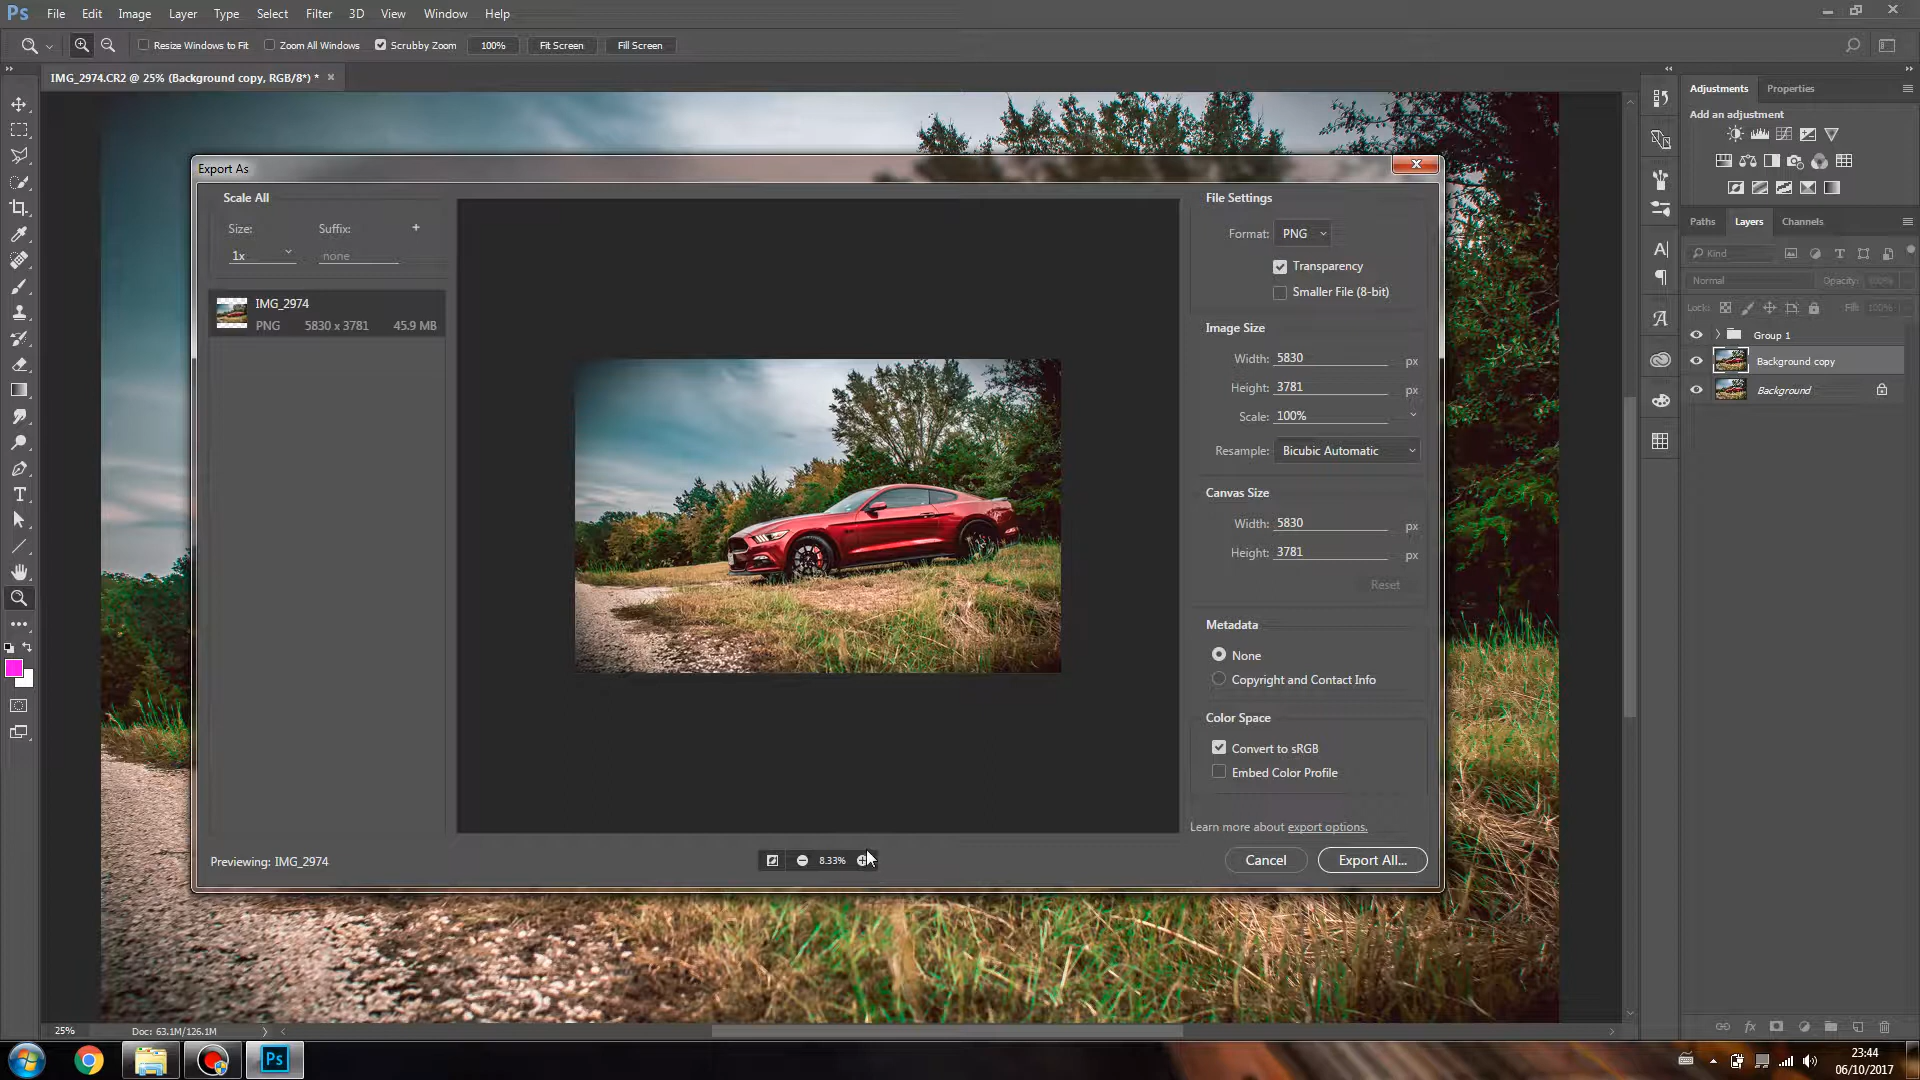 Ps File Edit Image Layer Type Select Filter 3D View Window Help
Resize Windows to Fit Zoom All Windows Scrubby Zoom 100% Fit Screen Fill Screen
IMG_2974.CR2 @ 25% (Background copy, RGB/8*) *
Adjustments Properties
Add an adjustment
Paths Layers Channels
Kind
Normal Opacity: 100%
Lock: Fill: 100%
Group 1
Background copy
Background
Export As
Scale All
Size: Suffix:
1x none
IMG_2974
PNG 5830 x 3781 45.9 MB
File Settings
Format: PNG
Transparency
Smaller File (8-bit)
Image Size
Width: 5830 px
Height: 3781 px
Scale: 100%
Resample: Bicubic Automatic
Canvas Size
Width: 5830 px
Height: 3781 px
Reset
Metadata
None
Copyright and Contact Info
Color Space
Convert to sRGB
Embed Color Profile
Learn more about export options.
Previewing: IMG_2974
8.33%
Cancel Export All...
25% Doc: 63.1M/126.1M
Ps
23:44
06/10/2017